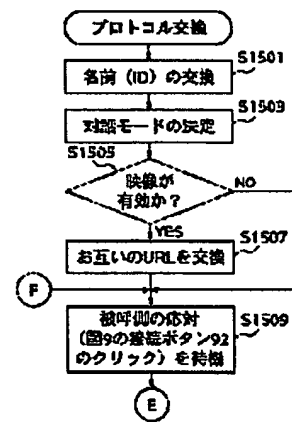 プロトコル交換
S1501
名前（ID）の交換
S1503
対話モードの決定
S1505
映像が
有効か？
NO
YES
S1507
お互いのURLを交換
F
S1509
被呼側の応対
（図9の接続ボタン92
のクリック）を待機
E